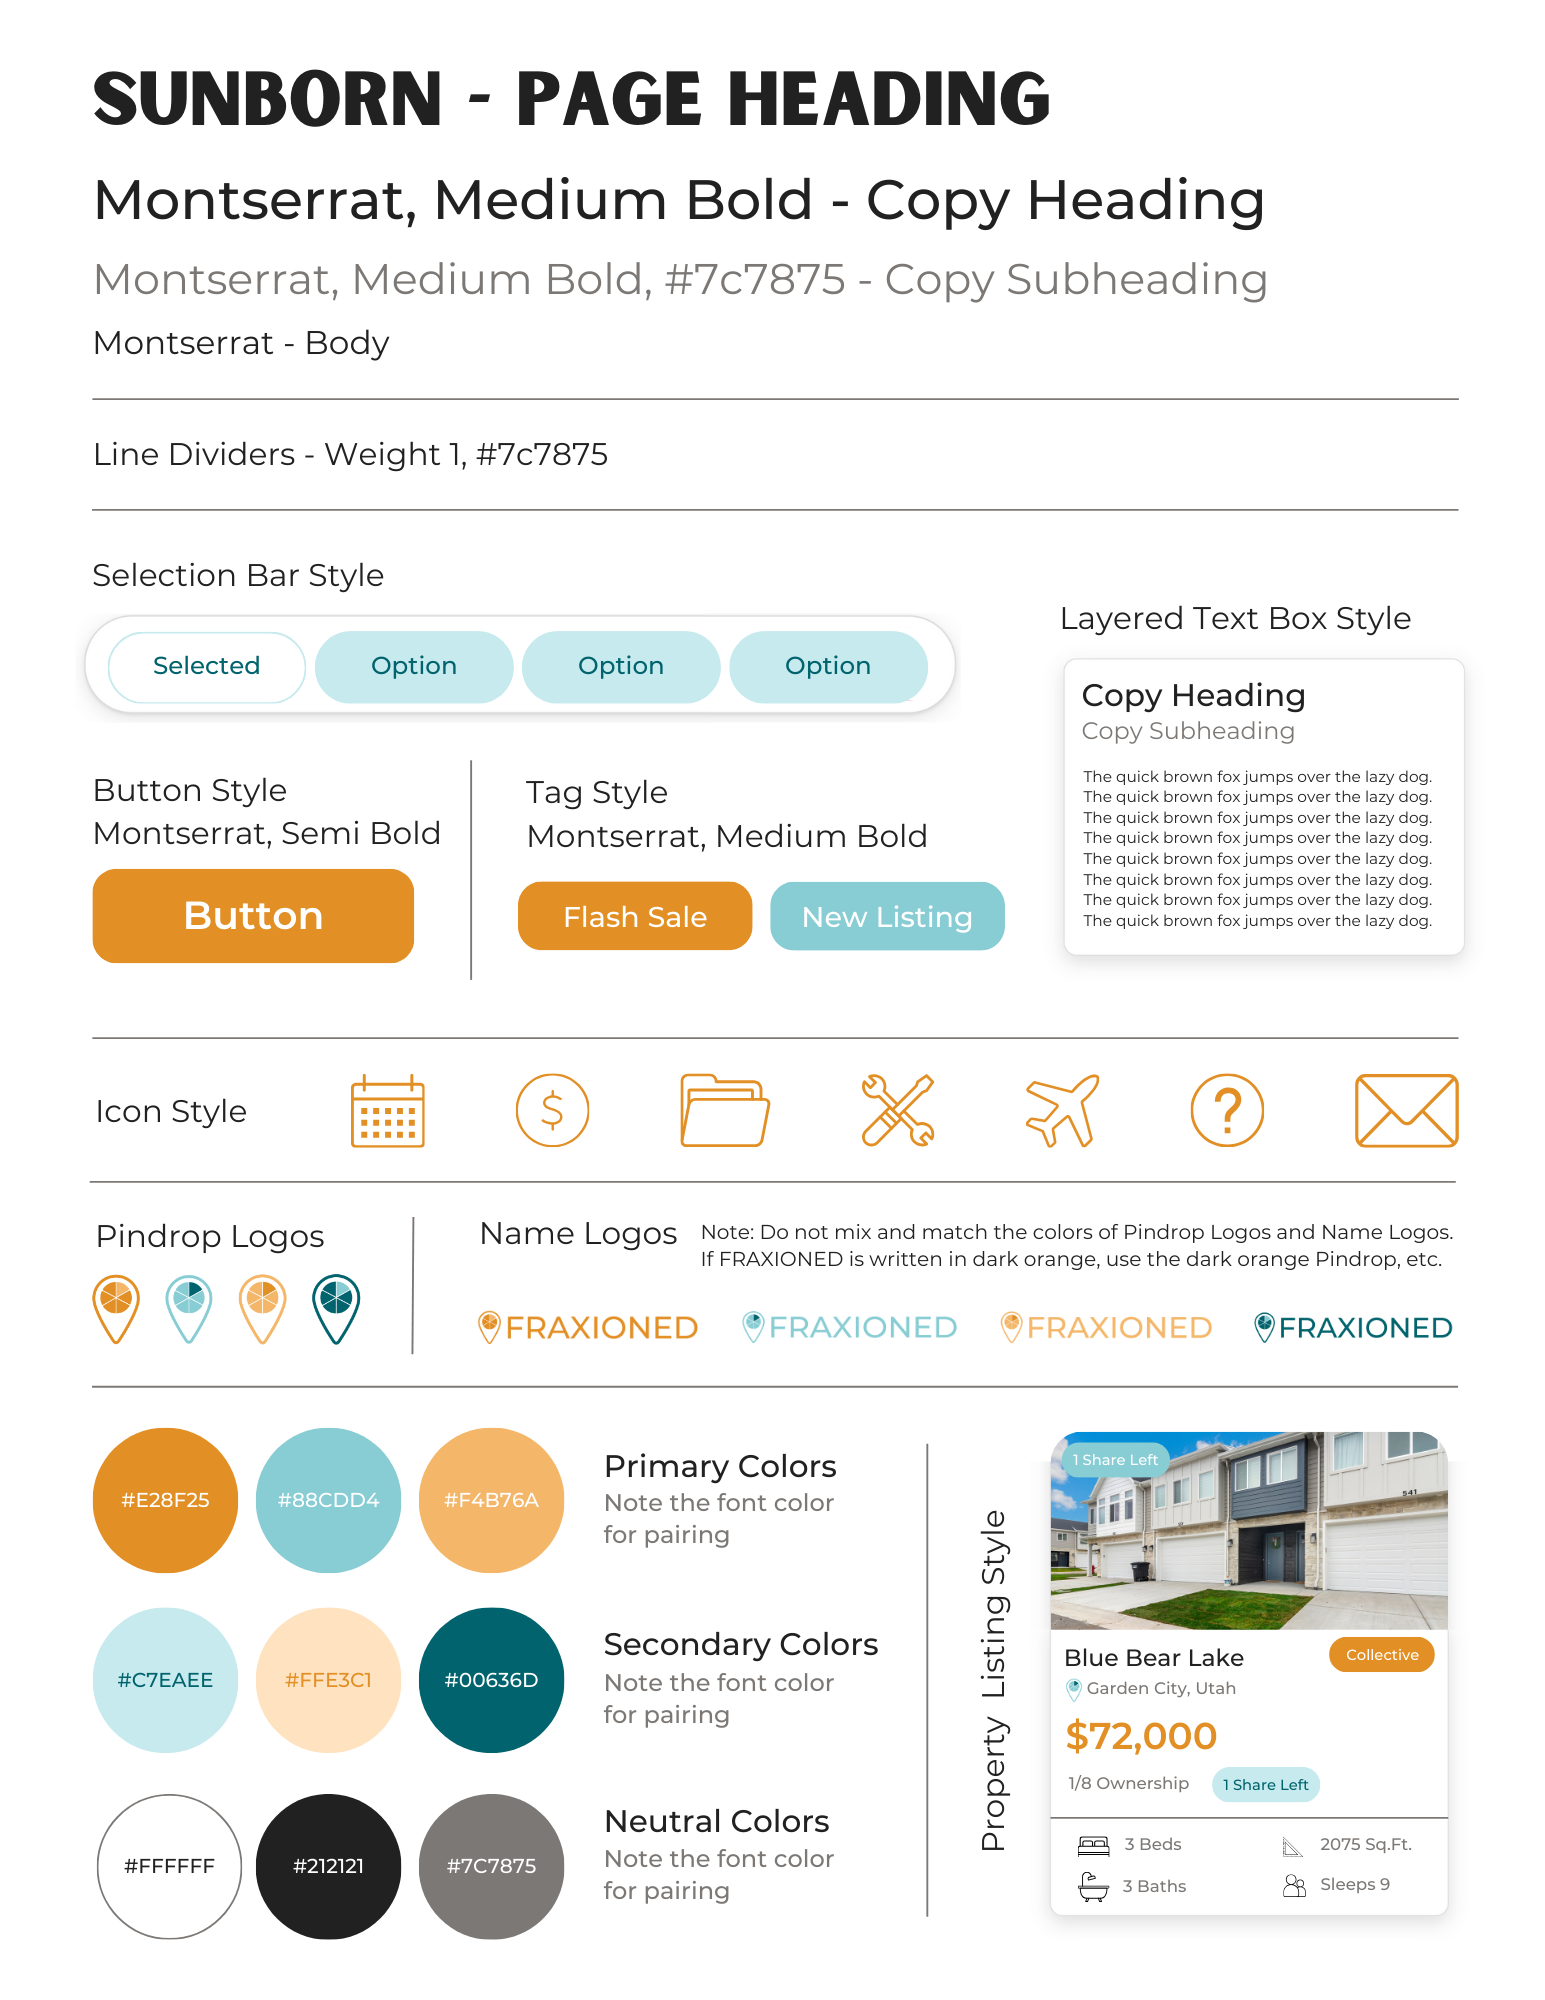 SUNBORN - PAGE HEADING
Montserrat, Medium Bold - Copy Heading
Montserrat, Medium Bold, #7c7875 - Copy Subheading
Montserrat - Body
Line Dividers - Weight 1, #7c7875
Selection Bar Style
Selected
Option
Option
Option
Layered Text Box Style
Copy Heading
Copy Subheading
The quick brown fox jumps over the lazy dog.
The quick brown fox jumps over the lazy dog.
The quick brown fox jumps over the lazy dog.
The quick brown fox jumps over the lazy dog.
The quick brown fox jumps over the lazy dog.
The quick brown fox jumps over the lazy dog.
The quick brown fox jumps over the lazy dog.
The quick brown fox jumps over the lazy dog.
Button Style
Montserrat, Semi Bold
Button
Tag Style
Montserrat, Medium Bold
Flash Sale
New Listing
Icon Style
$
?
Pindrop Logos
Name Logos
Note: Do not mix and match the colors of Pindrop Logos and Name Logos.
If FRAXIONED is written in dark orange, use the dark orange Pindrop, etc.
FRAXIONED
FRAXIONED
FRAXIONED
FRAXIONED
#E28F25
#88CDD4
#F4B76A
Primary Colors
Note the font color
for pairing
#C7EAEE
#FFE3C1
#00636D
Secondary Colors
Note the font color
for pairing
#FFFFFF
#212121
#7C7875
Neutral Colors
Note the font color
for pairing
Property Listing Style
1 Share Left
541
Blue Bear Lake
Collective
Garden City, Utah
$72,000
1/8 Ownership
1 Share Left
3 Beds
2075 Sq.Ft.
3 Baths
Sleeps 9